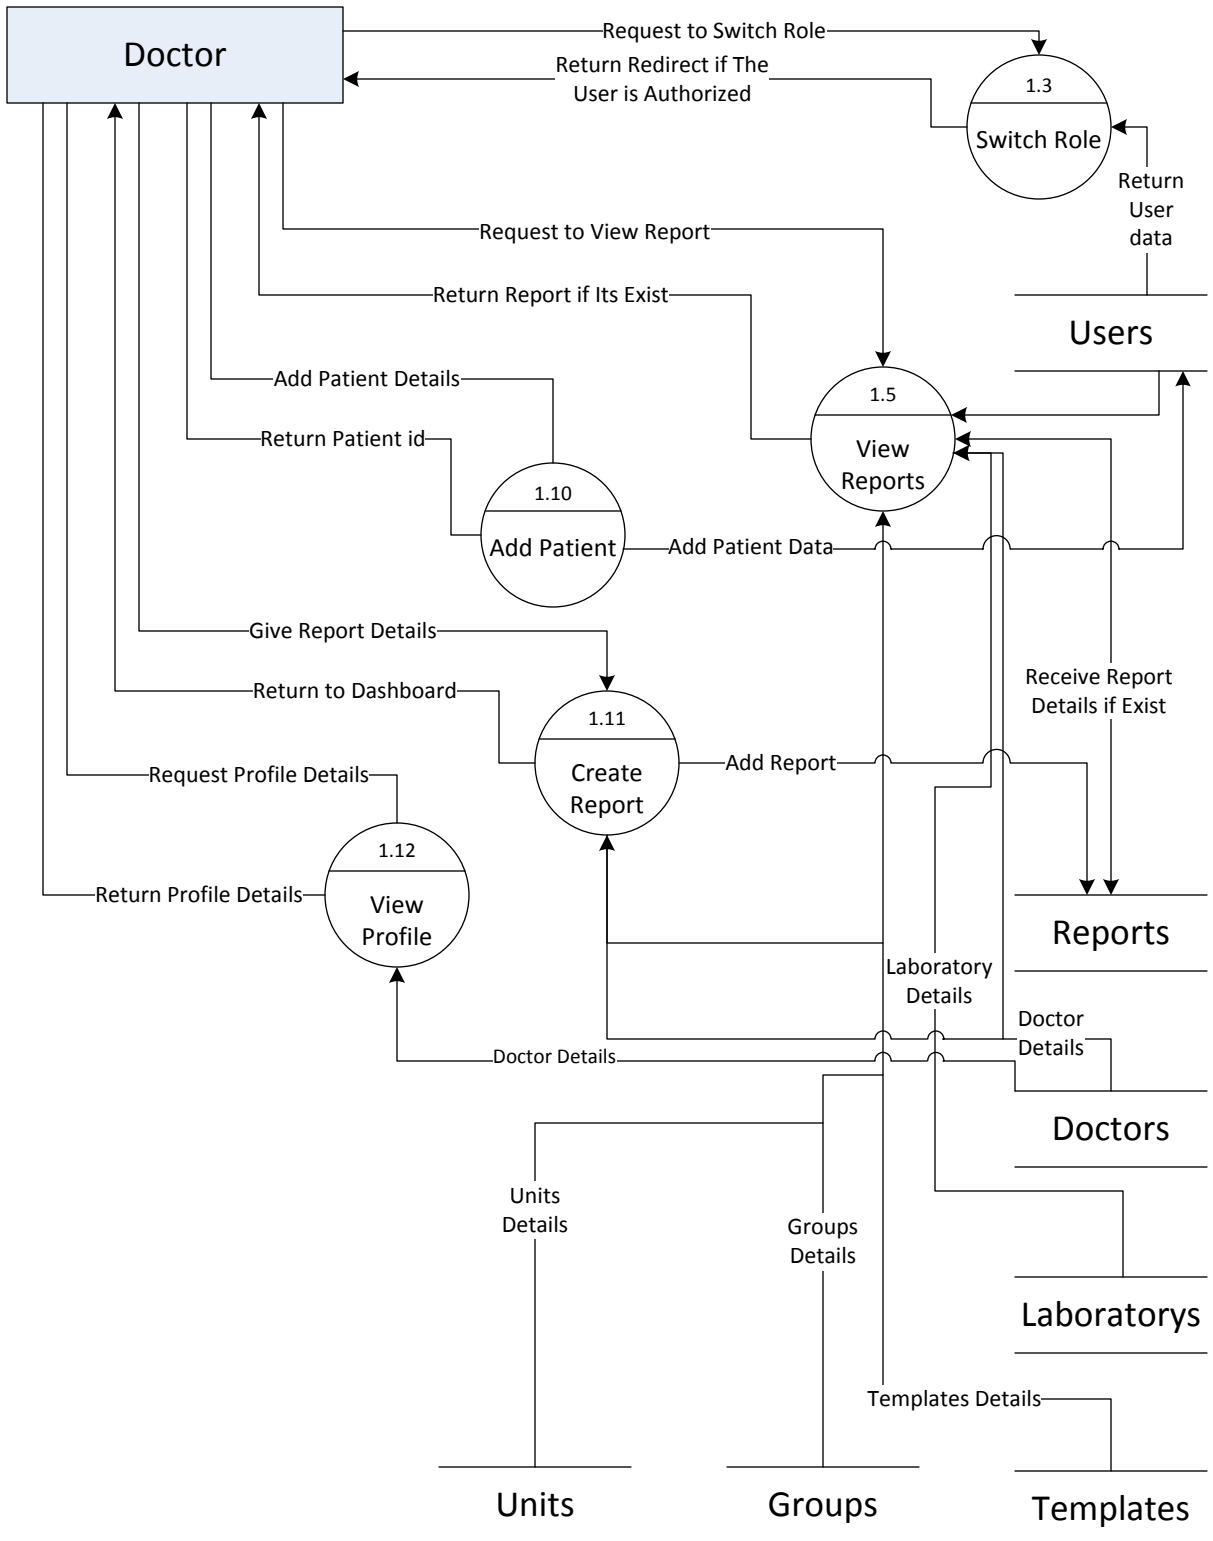 Doctor
Request to Switch Role
Return Redirect if The
User is Authorized
1.3
Switch Role
Return
User
data
Request to View Report
Return Report if Its Exist
Users
Add Patient Details
1.5
View
Reports
Return Patient id
1.10
Add Patient
Add Patient Data
Give Report Details
Receive Report
Details if Exist
Return to Dashboard
1.11
Create
Report
Add Report
Request Profile Details
1.12
View
Profile
Return Profile Details
Reports
Laboratory
Details
Doctor
Details
Doctor Details
Doctors
Units
Details
Groups
Details
Laboratorys
Templates Details
Units
Groups
Templates